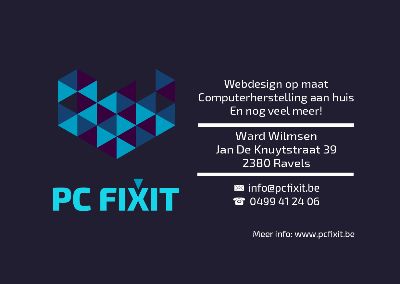 Webdesign op maat
Computerherstelling aan huis
En nog veel meer!
Ward Wilmsen
Jan De Knuytstraat 39
2380 Ravels
PC FIXIT
info@pcfixit.be
0499 41 24 06
Meer info: www.pcfixit.be